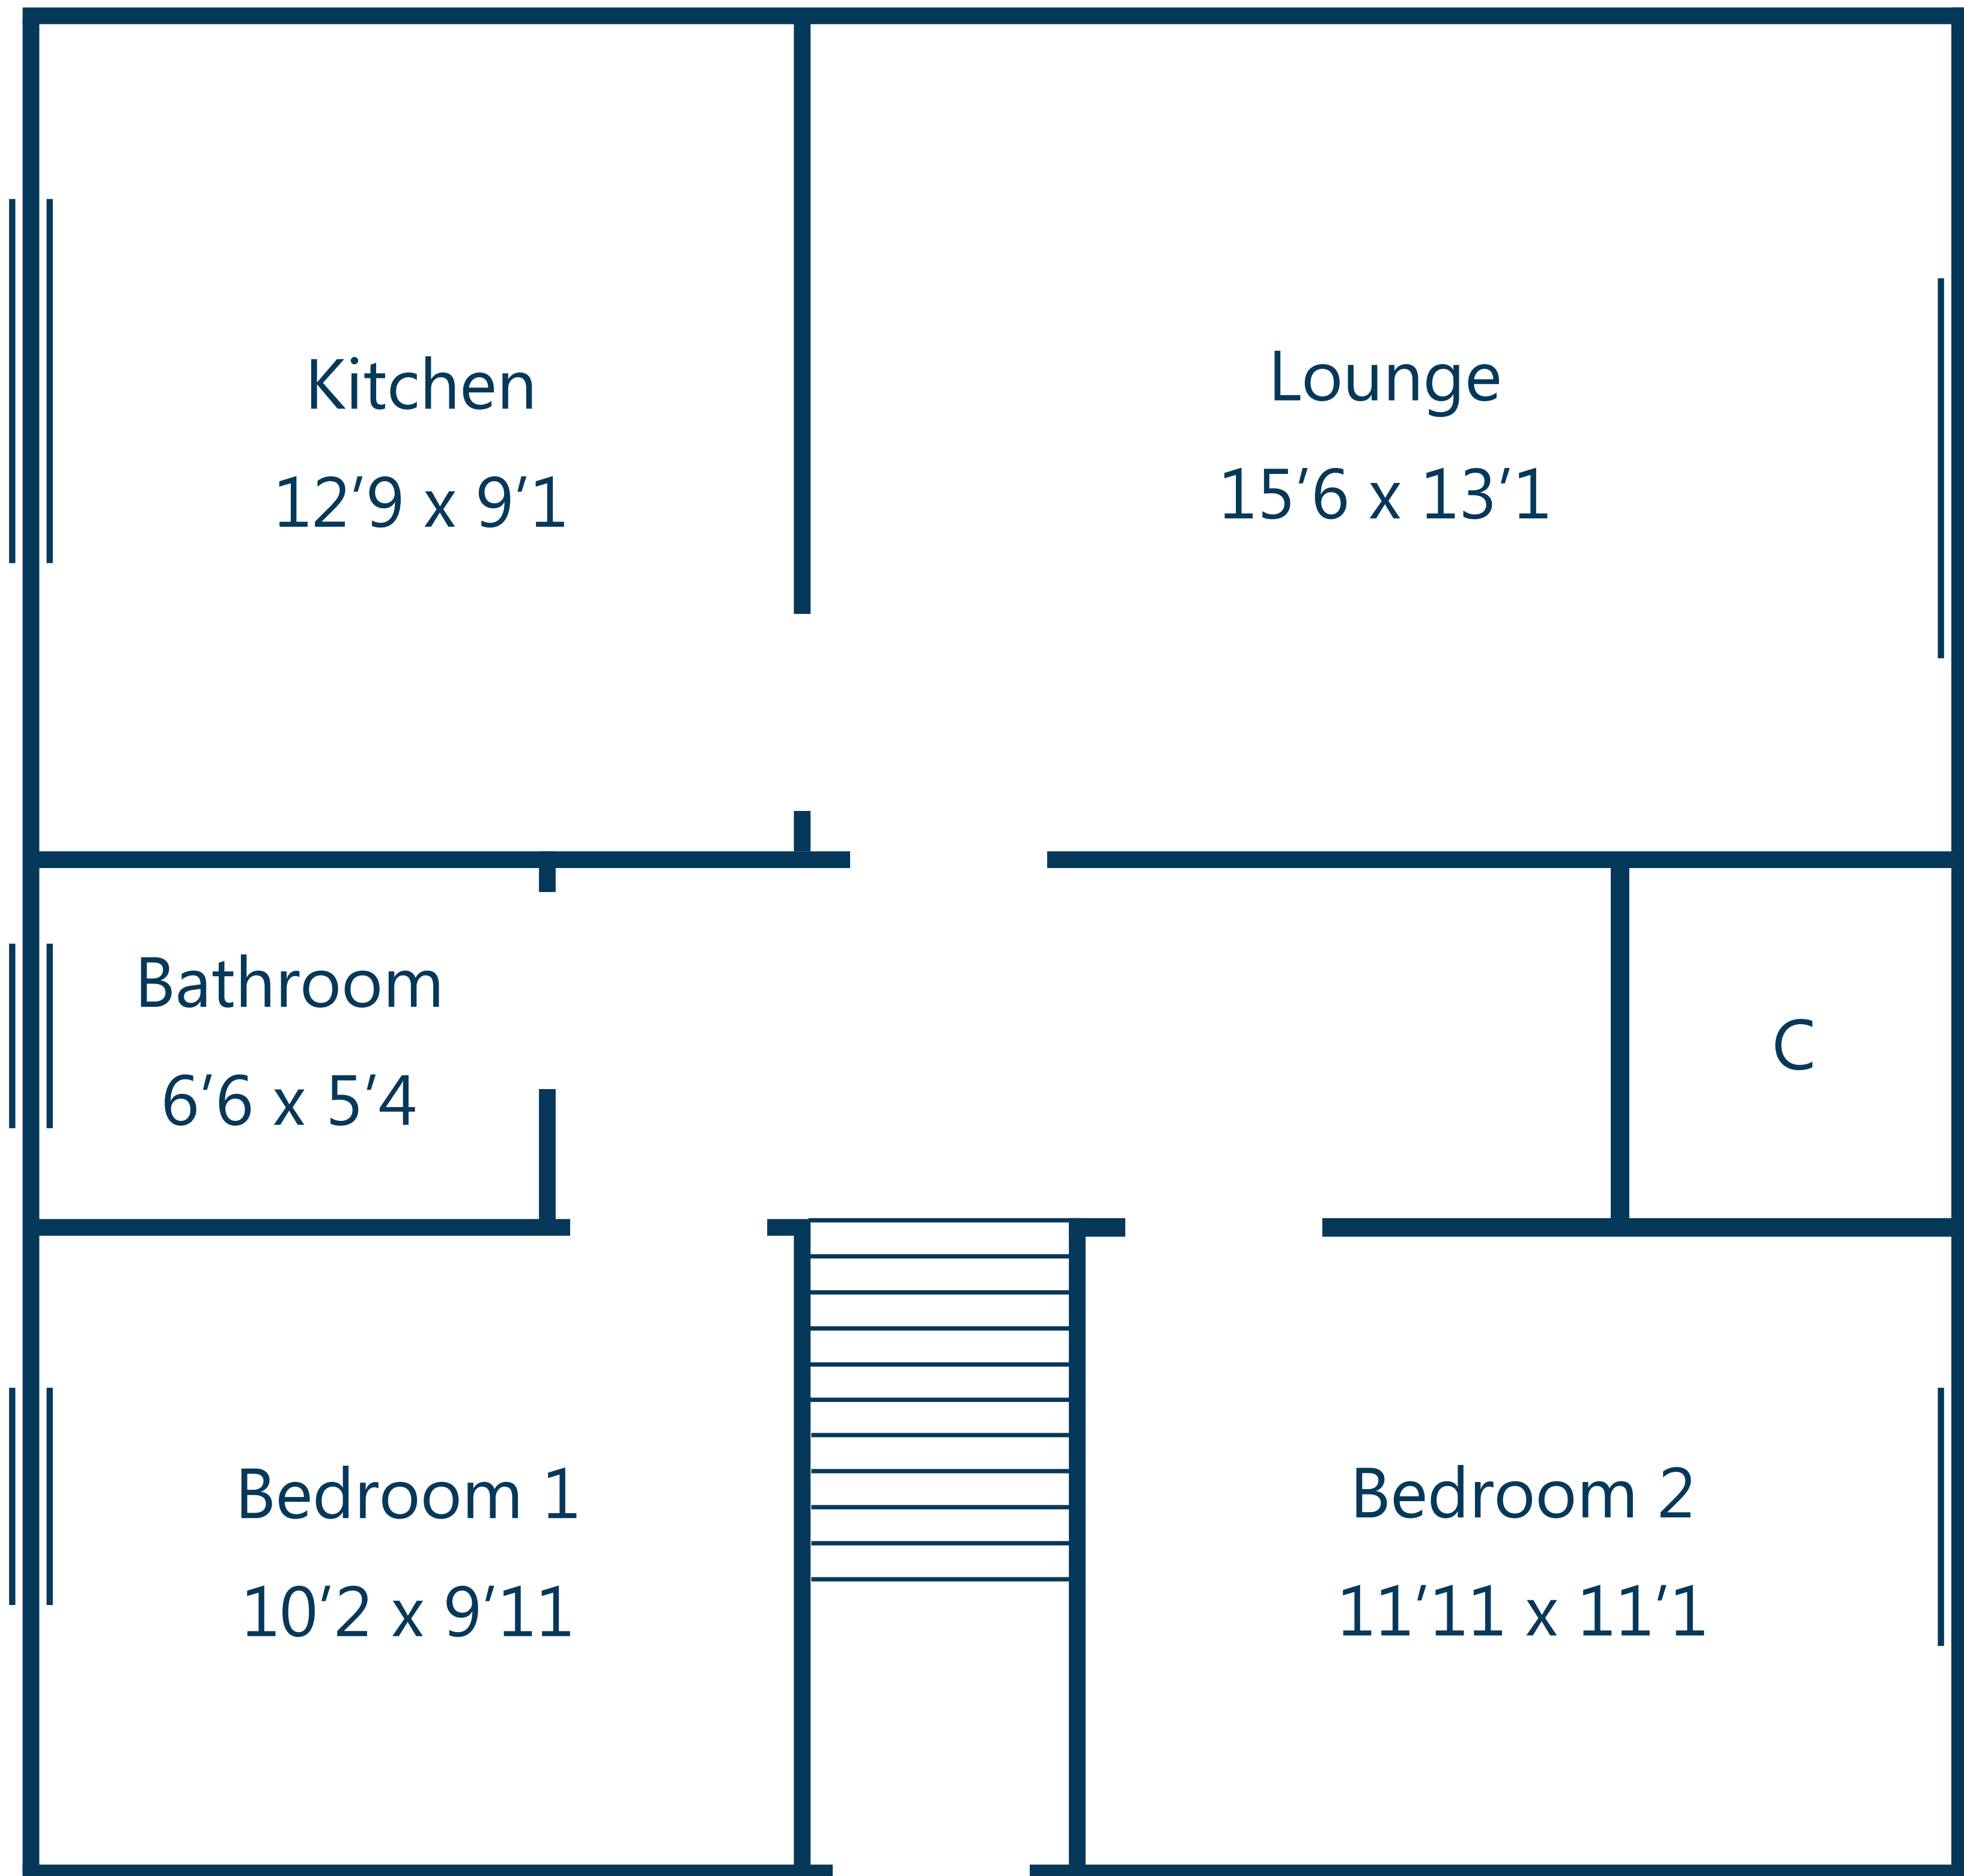 Kitchen
12'9 x 9'1
Lounge
15'6 x 13'1
Bathroom
6'6 x 5'4
C
Bedroom 1
10'2 x 9'11
Bedroom 2
11'11 x 11'1